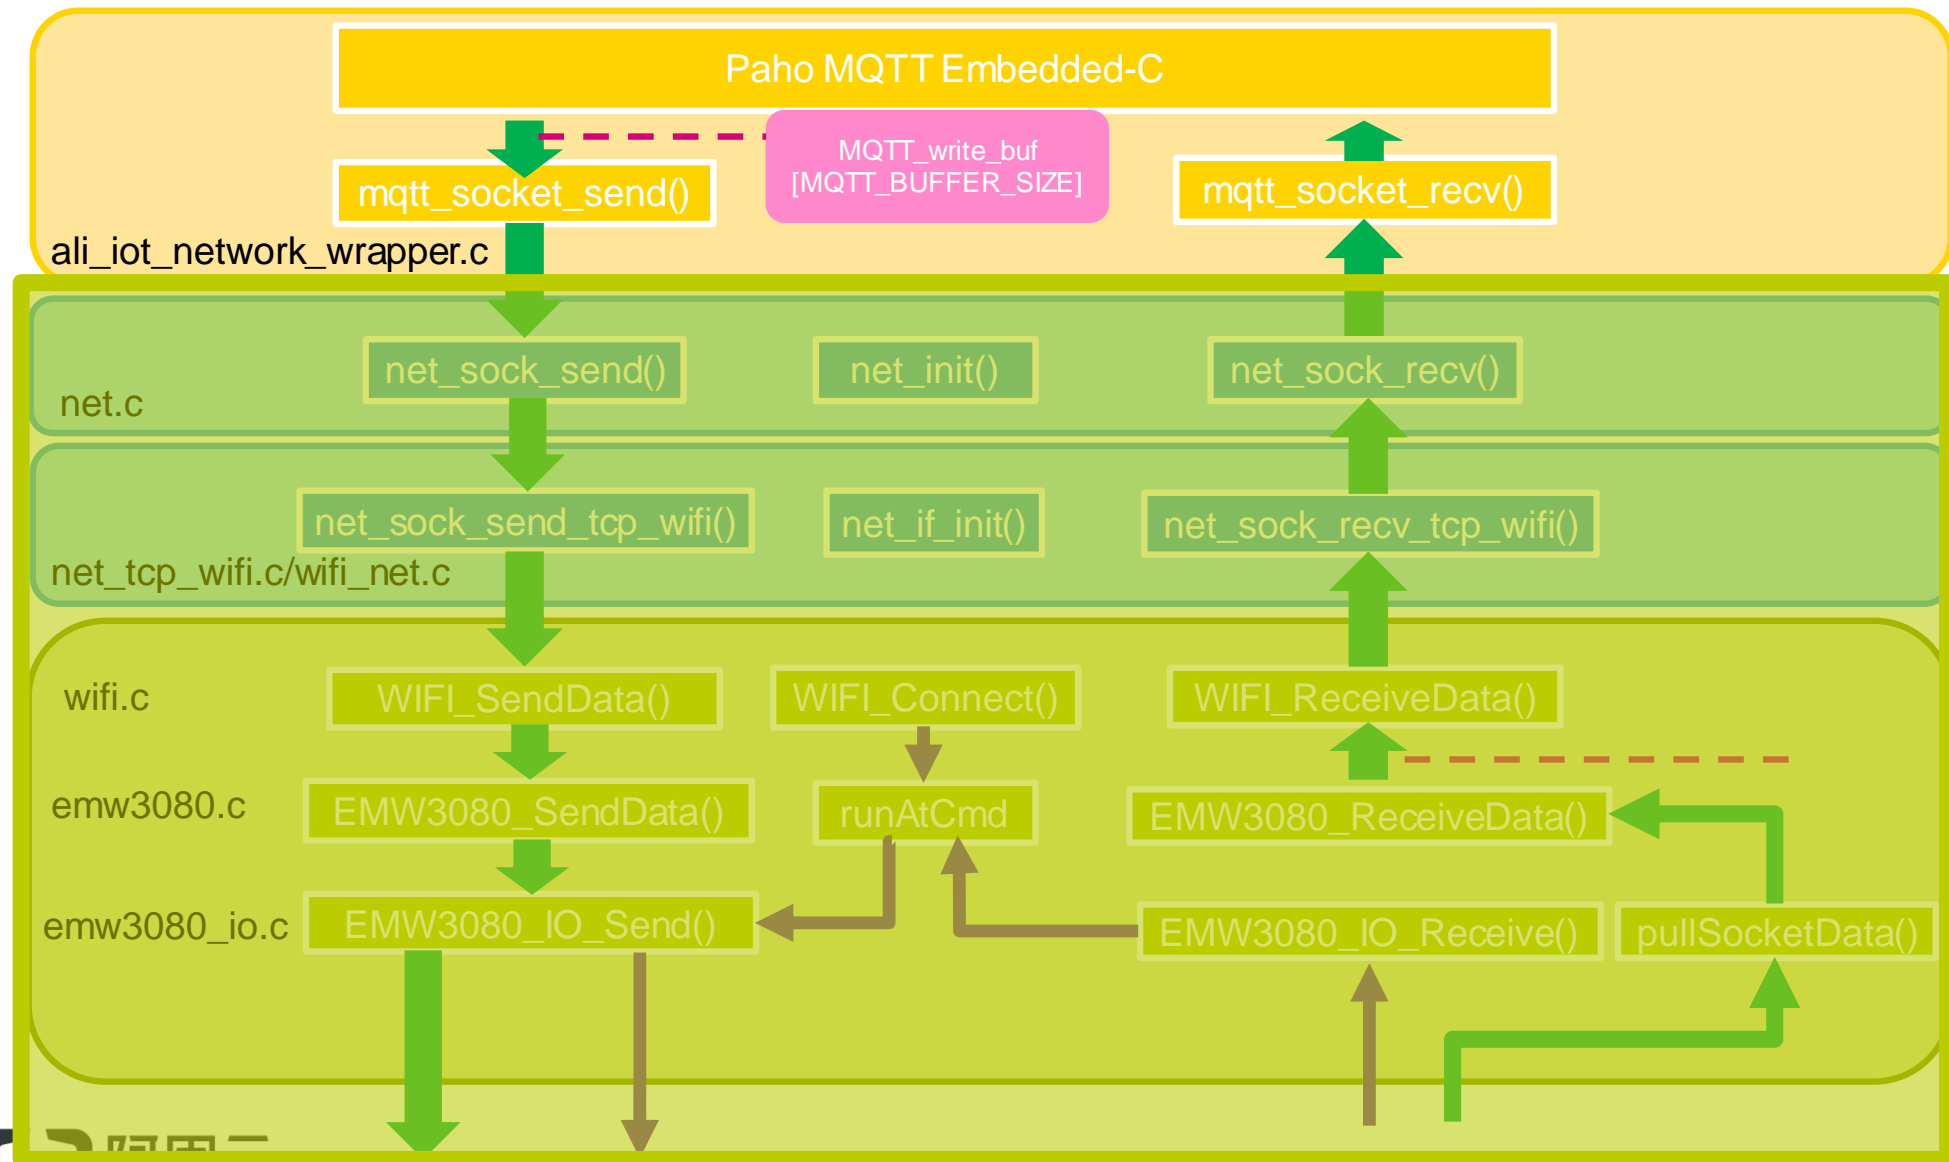 Paho MQTT Embedded-C
MQTT_write_buf
[MQTT_BUFFER_SIZE]
mqtt_socket_send()
mqtt_socket_recv()
ali_iot_network_wrapper.c
net_sock_send()
net_init()
net_sock_recv()
net.c
net_sock_send_tcp_wifi()
net_if_init()
net_sock_recv_tcp_wifi()
net_tcp_wifi.c/wifi_net.c
wifi.c
WIFI_SendData()
WIFI_Connect()
WIFI_ReceiveData()
emw3080.c
EMW3080_SendData()
runAtCmd
EMW3080_ReceiveData()
emw3080_io.c
EMW3080_IO_Send()
EMW3080_IO_Receive()
pullSocketData()